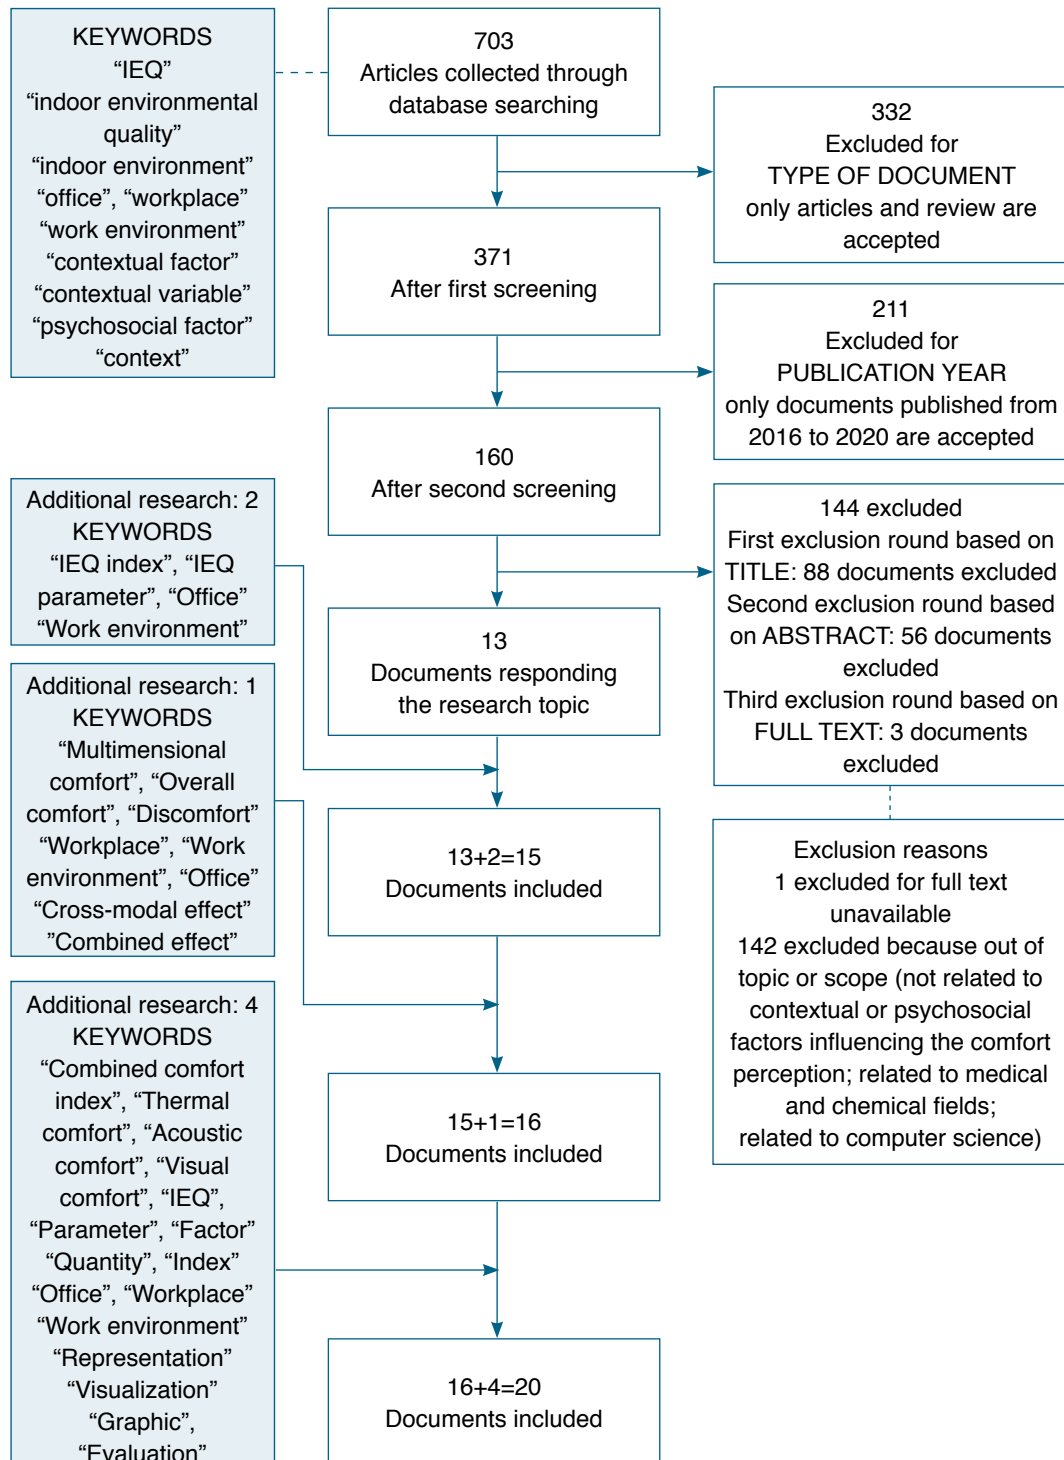 KEYWORDS
“IEQ”
“indoor environmental
quality”
“indoor environment”
“office”, “workplace”
“work environment”
“contextual factor”
“contextual variable”
“psychosocial factor”
“context”
703
Articles collected through
database searching
332
Excluded for
TYPE OF DOCUMENT
only articles and review are
accepted
371
After first screening
211
Excluded for
PUBLICATION YEAR
only documents published from
2016 to 2020 are accepted
160
After second screening
144 excluded
First exclusion round based on
TITLE: 88 documents excluded
Second exclusion round based
on ABSTRACT: 56 documents
excluded
Third exclusion round based on
FULL TEXT: 3 documents
excluded
Additional research: 2
KEYWORDS
“IEQ index”, “IEQ
parameter”, “Office”
“Work environment”
13
Documents responding
the research topic
Additional research: 1
KEYWORDS
“Multimensional
comfort”, “Overall
comfort”, “Discomfort”
“Workplace”, “Work
environment”, “Office”
“Cross-modal effect”
”Combined effect”
13+2=15
Documents included
Exclusion reasons
1 excluded for full text
unavailable
142 excluded because out of
topic or scope (not related to
contextual or psychosocial
factors influencing the comfort
perception; related to medical
and chemical fields;
related to computer science)
Additional research: 4
KEYWORDS
“Combined comfort
index”, “Thermal
comfort”, “Acoustic
comfort”, “Visual
comfort”, “IEQ”,
“Parameter”, “Factor”
“Quantity”, “Index”
“Office”, “Workplace”
“Work environment”
“Representation”
“Visualization”
“Graphic”,
“Evaluation”
15+1=16
Documents included
16+4=20
Documents included